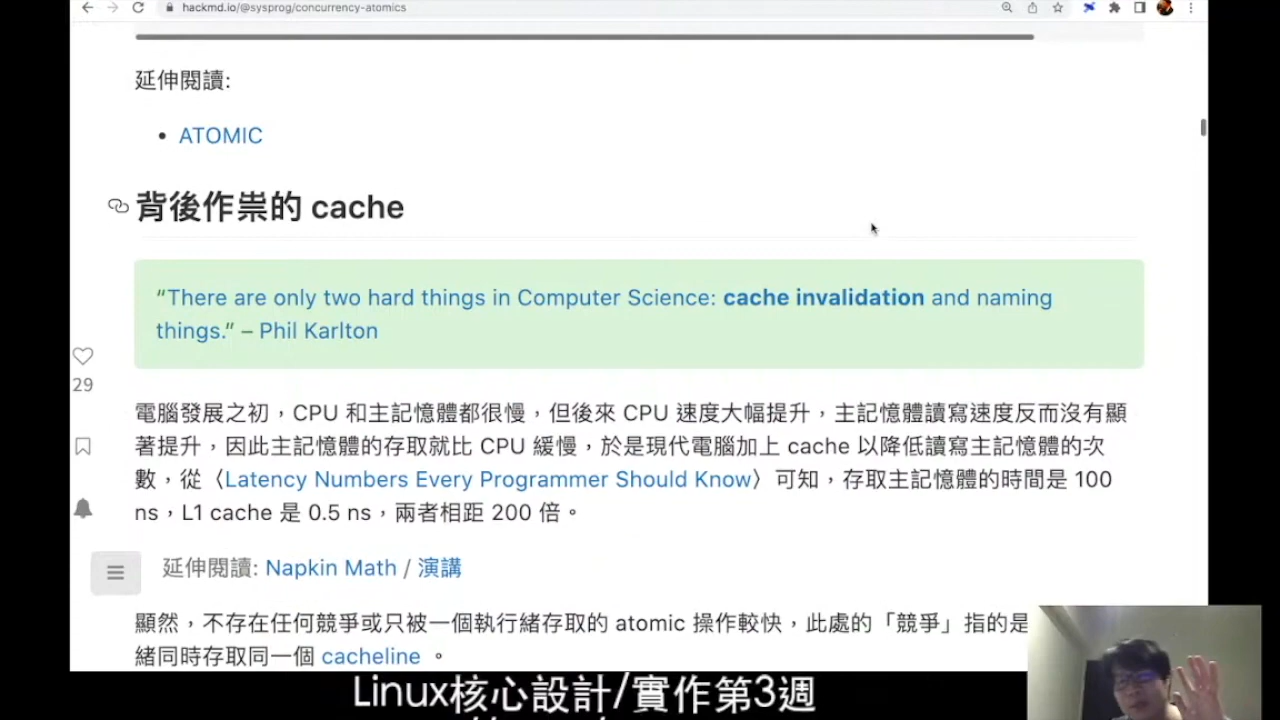 hackmd.io/@sysprog/concurrency-atomics
延伸閱讀:
• ATOMIC
背後作祟的 cache
“There are only two hard things in Computer Science: cache invalidation and naming
things.” – Phil Karlton
29
電腦發展之初，CPU 和主記憶體都很慢，但後來 CPU 速度大幅提升，主記憶體讀寫速度反而沒有顯
著提升，因此主記憶體的存取就比 CPU 緩慢，於是現代電腦加上 cache 以降低讀寫主記憶體的次
數，從〈Latency Numbers Every Programmer Should Know〉可知，存取主記憶體的時間是 100
ns，L1 cache 是 0.5 ns，兩者相距 200 倍。
延伸閱讀: Napkin Math / 演講
顯然，不存在任何競爭或只被一個執行緒存取的 atomic 操作較快，此處的「競爭」指的是
緒同時存取同一個 cacheline 。
Linux核心設計/實作第3週